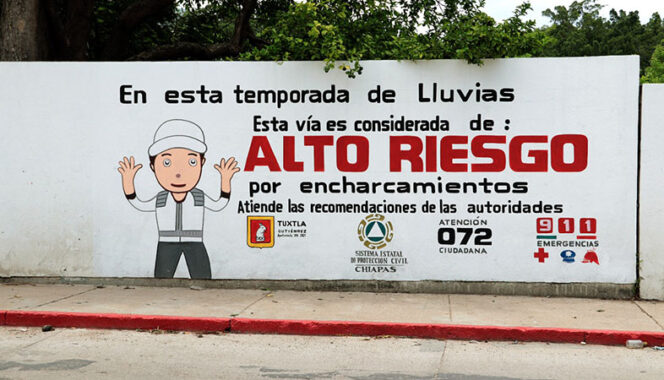 En esta temporada de Lluvias
Esta vía es considerada de :
ALTO RIESGO
por encharcamientos
Atiende las recomendaciones de las autoridades
TUXTLA
GUTIÉRREZ
SISTEMA ESTATAL
DE PROTECCIÓN CIVIL
CHIAPAS
ATENCIÓN
072
CIUDADANA
911
EMERGENCIAS